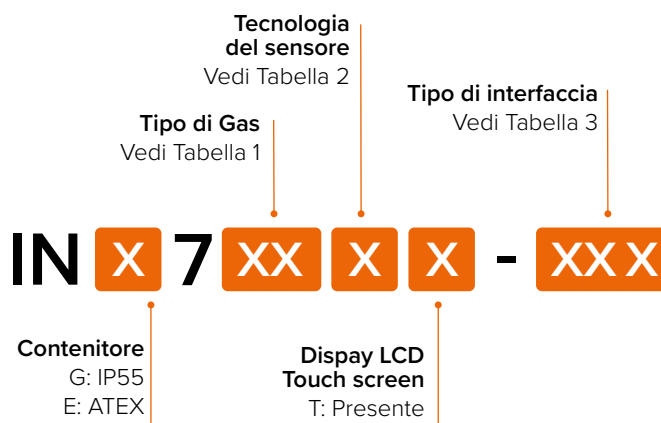 Tecnologia
del sensore
Vedi Tabella 2
Tipo di interfaccia
Vedi Tabella 3
Tipo di Gas
Vedi Tabella 1
IN X 7 XX X X - XX X
Contenitore
G: IP55
E: ATEX
Dispay LCD
Touch screen
T: Presente